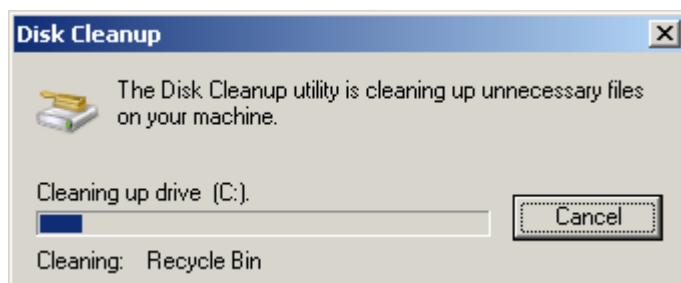 Disk Cleanup
The Disk Cleanup utility is cleaning up unnecessary files
on your machine.
Cleaning up drive (C:).
Cancel
Cleaning: Recycle Bin